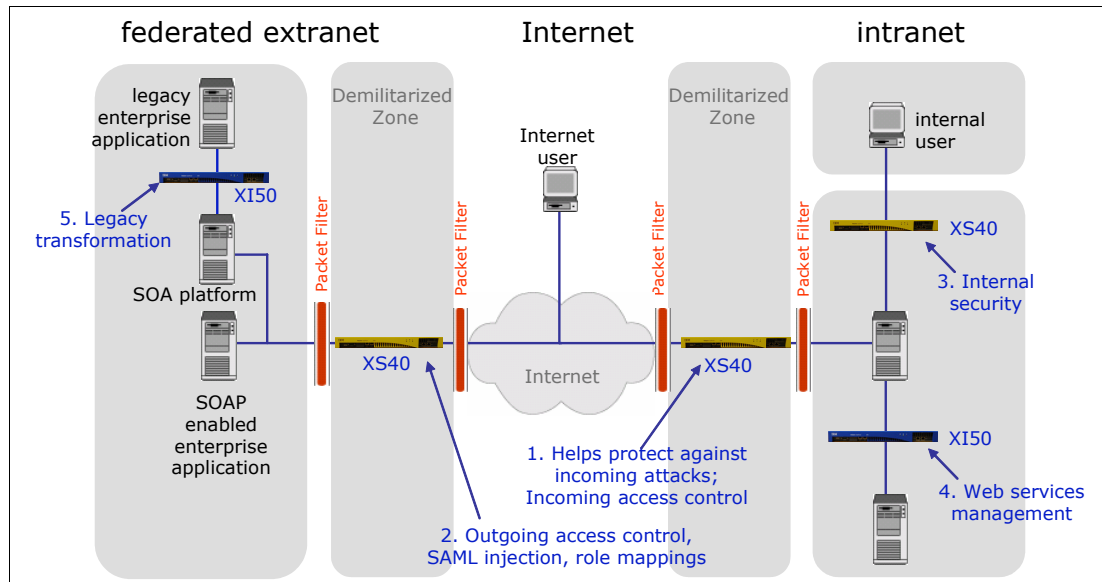 federated extranet
Internet
intranet
legacy
enterprise
application
XI50
5. Legacy
transformation
SOA platform
SOAP
enabled
enterprise
application
Packet Filter
Demilitarized
Zone
XS40
2. Outgoing access control,
SAML injection, role mappings
Packet Filter
Internet
user
Internet
1. Helps protect against
incoming attacks;
Incoming access control
Packet Filter
Demilitarized
Zone
XS40
Packet Filter
internal
user
XS40
3. Internal
security
XI50
4. Web services
management